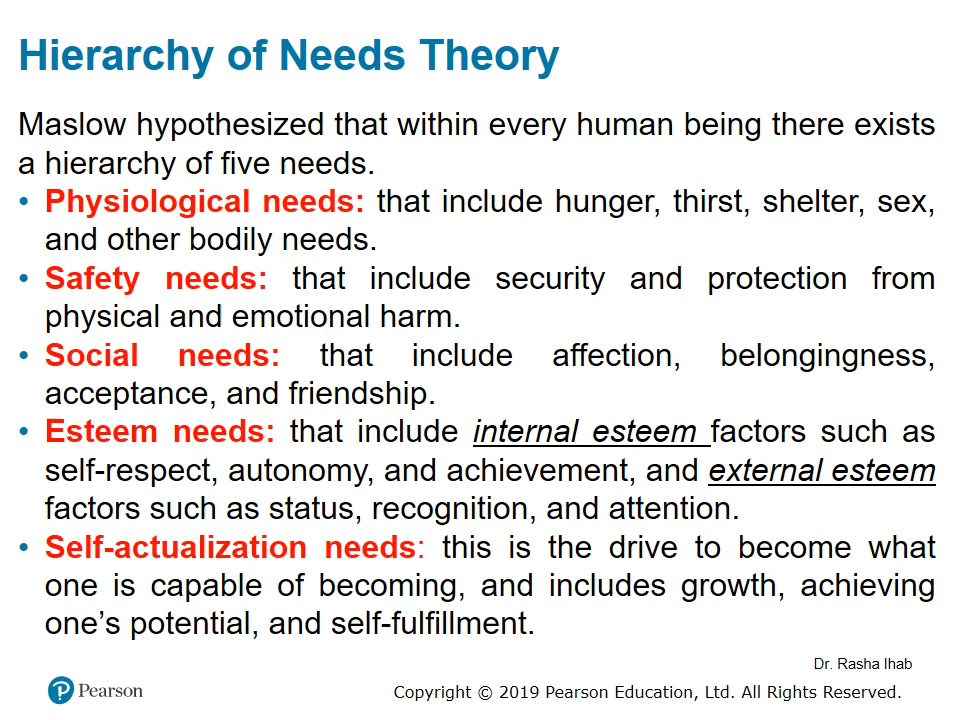 Hierarchy of Needs Theory
Maslow hypothesized that within every human being there exists
a hierarchy of five needs.
• Physiological needs: that include hunger, thirst, shelter, sex,
and other bodily needs.
• Safety needs: that include security and protection from
physical and emotional harm.
• Social needs: that include affection, belongingness,
acceptance, and friendship.
• Esteem needs: that include internal esteem factors such as
self-respect, autonomy, and achievement, and external esteem
factors such as status, recognition, and attention.
• Self-actualization needs: this is the drive to become what
one is capable of becoming, and includes growth, achieving
one’s potential, and self-fulfillment.
Dr. Rasha Ihab
P Pearson
Copyright © 2019 Pearson Education, Ltd. All Rights Reserved.